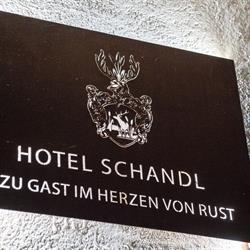 HOTEL SCHANDL
ZU GAST IM HERZEN VON RUST